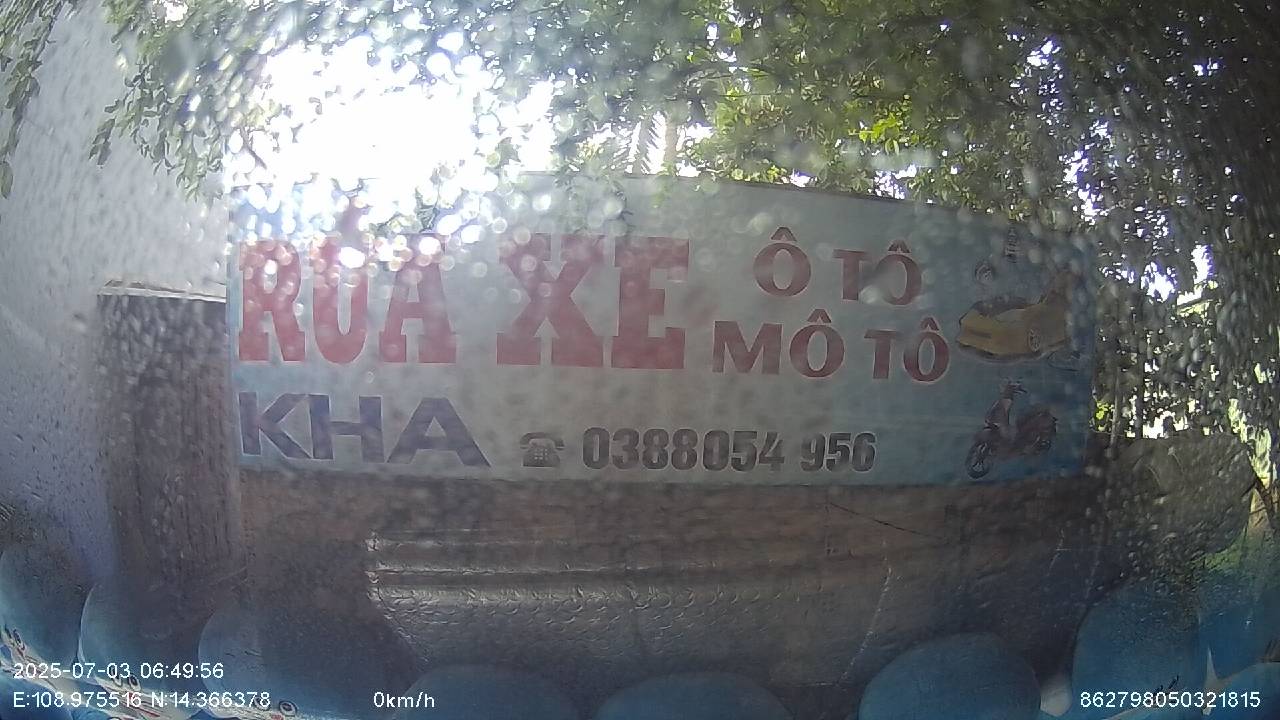 RỬA XE Ô TÔ
MÔ TÔ
KHA ☎ 0388054 956
2025-07-03 06:49:56
E:108.975516 N:14.366378 0km/h 862798050321815